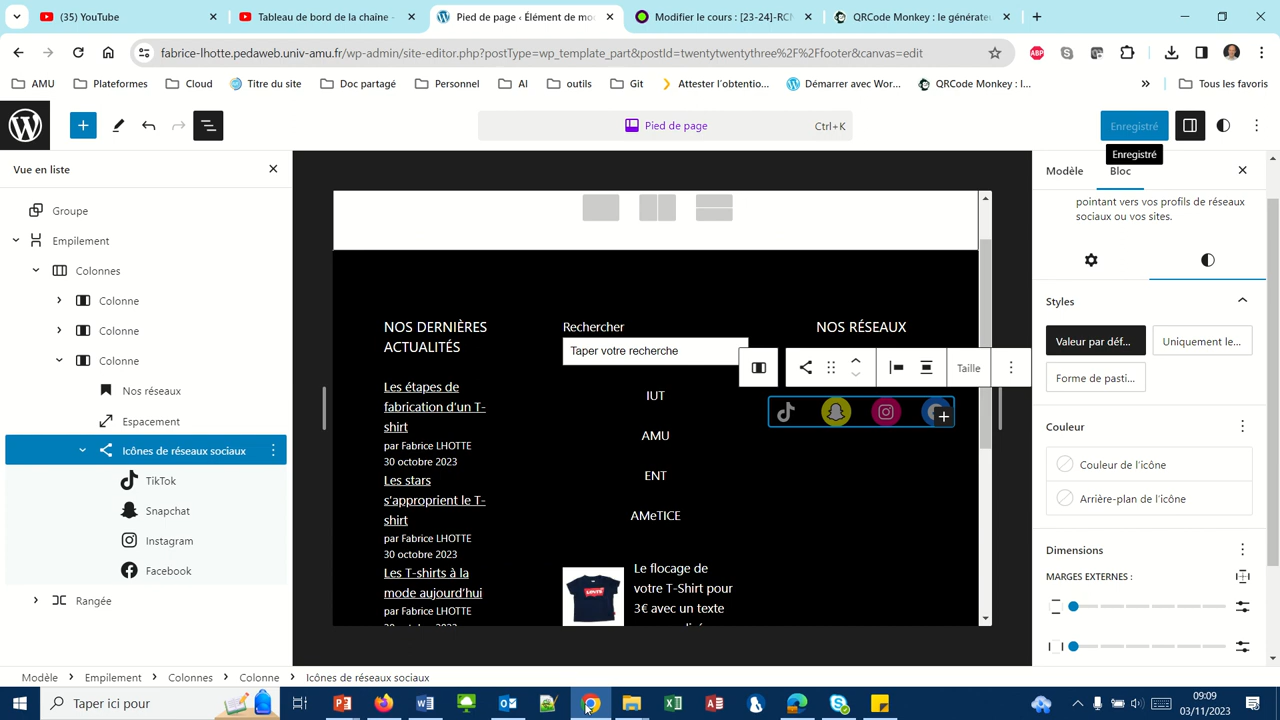 (35) YouTube
Tableau de bord de la chaîne -
Pied de page ‹ Élément de mo
Modifier le cours : [23-24]-RCN
QRCode Monkey : le générateu
fabrice-lhotte.pedaweb.univ-amu.fr/wp-admin/site-editor.php?postType=wp_template_part&postId=twentytwentythree%2F%2Ffooter&canvas=edit
AMU
Plateformes
Cloud
Titre du site
Doc partagé
Personnel
AI
outils
Git
Attester l'obtentio...
Démarrer avec Wor...
QRCode Monkey : l...
»
Tous les favoris
Pied de page
Ctrl+K
Enregistré
Enregistré
Vue en liste
Groupe
Empilement
Colonnes
Colonne
Colonne
Colonne
Nos réseaux
Espacement
Icônes de réseaux sociaux
TikTok
Snapchat
Instagram
Facebook
Rangée
NOS DERNIÈRES
ACTUALITÉS
Les étapes de
fabrication d'un T-
shirt
par Fabrice LHOTTE
30 octobre 2023
Les stars
s'approprient le T-
shirt
par Fabrice LHOTTE
30 octobre 2023
Les T-shirts à la
mode aujourd'hui
par Fabrice LHOTTE
Rechercher
Taper votre recherche
IUT
AMU
ENT
AMeTICE
Le flocage de
votre T-Shirt pour
3€ avec un texte
NOS RÉSEAUX
Taille
Modèle
Bloc
pointant vers vos profils de réseaux
sociaux ou vos sites.
Styles
Valeur par déf...
Uniquement le...
Forme de pasti...
Couleur
Couleur de l'icône
Arrière-plan de l'icône
Dimensions
MARGES EXTERNES :
Modèle › Empilement › Colonnes › Colonne › Icônes de réseaux sociaux
Taper ici pour
09:09
03/11/2023